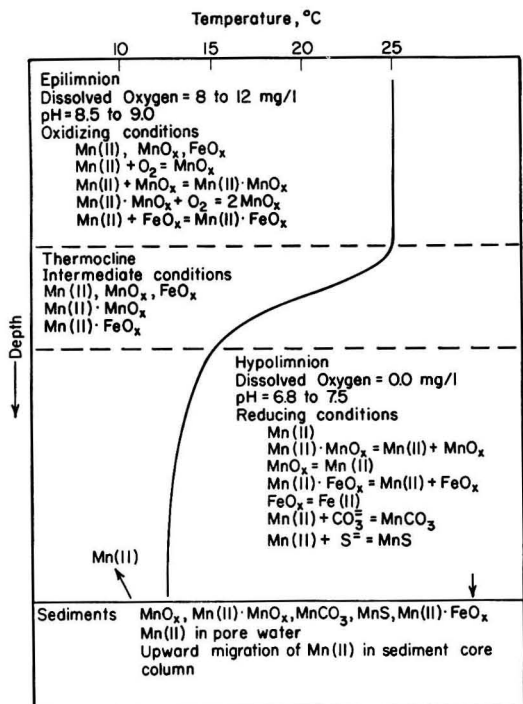 Temperature, °C
10 15 20 25
Epilimnion
Dissolved Oxygen = 8 to 12 mg/l
pH = 8.5 to 9.0
Oxidizing conditions
Mn(II), MnOx, FeOx
Mn(II) + O2 = MnOx
Mn(II) + MnOx = Mn(II)·MnOx
Mn(II)·MnOx + O2 = 2MnOx
Mn(II) + FeOx = Mn(II)·FeOx
Thermocline
Intermediate conditions
Mn(II), MnOx, FeOx
Mn(II)·MnOx
Mn(II)·FeOx
Depth
Hypolimnion
Dissolved Oxygen = 0.0 mg/l
pH = 6.8 to 7.5
Reducing conditions
Mn(II)
Mn(II)·MnOx = Mn(II) + MnOx
MnOx = Mn(II)
Mn(II)·FeOx = Mn(II) + FeOx
FeOx = Fe(II)
Mn(II) + CO3= = MnCO3
Mn(II) + S= = MnS
Mn(II)
Sediments MnOx, Mn(II)·MnOx, MnCO3, MnS, Mn(II)·FeOx
Mn(II) in pore water
Upward migration of Mn(II) in sediment core
column